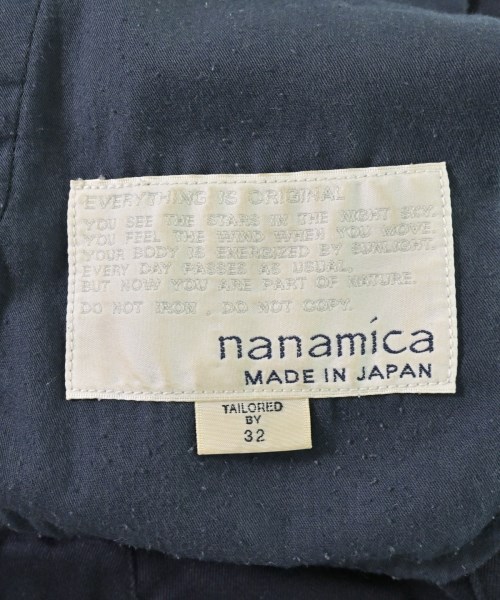 EVERYTHING IS ORIGINAL
YOU SEE THE STARS IN THE NIGHT SKY.
YOU FEEL THE WIND WHEN YOU MOVE.
YOUR BODY IS ENERGIZED BY SUNLIGHT.
EVERY DAY PASSES AS USUAL,
BUT NOW YOU ARE PART OF NATURE.
DO NOT IRON, DO NOT COPY.
nanamica
MADE IN JAPAN
TAILORED
BY
32